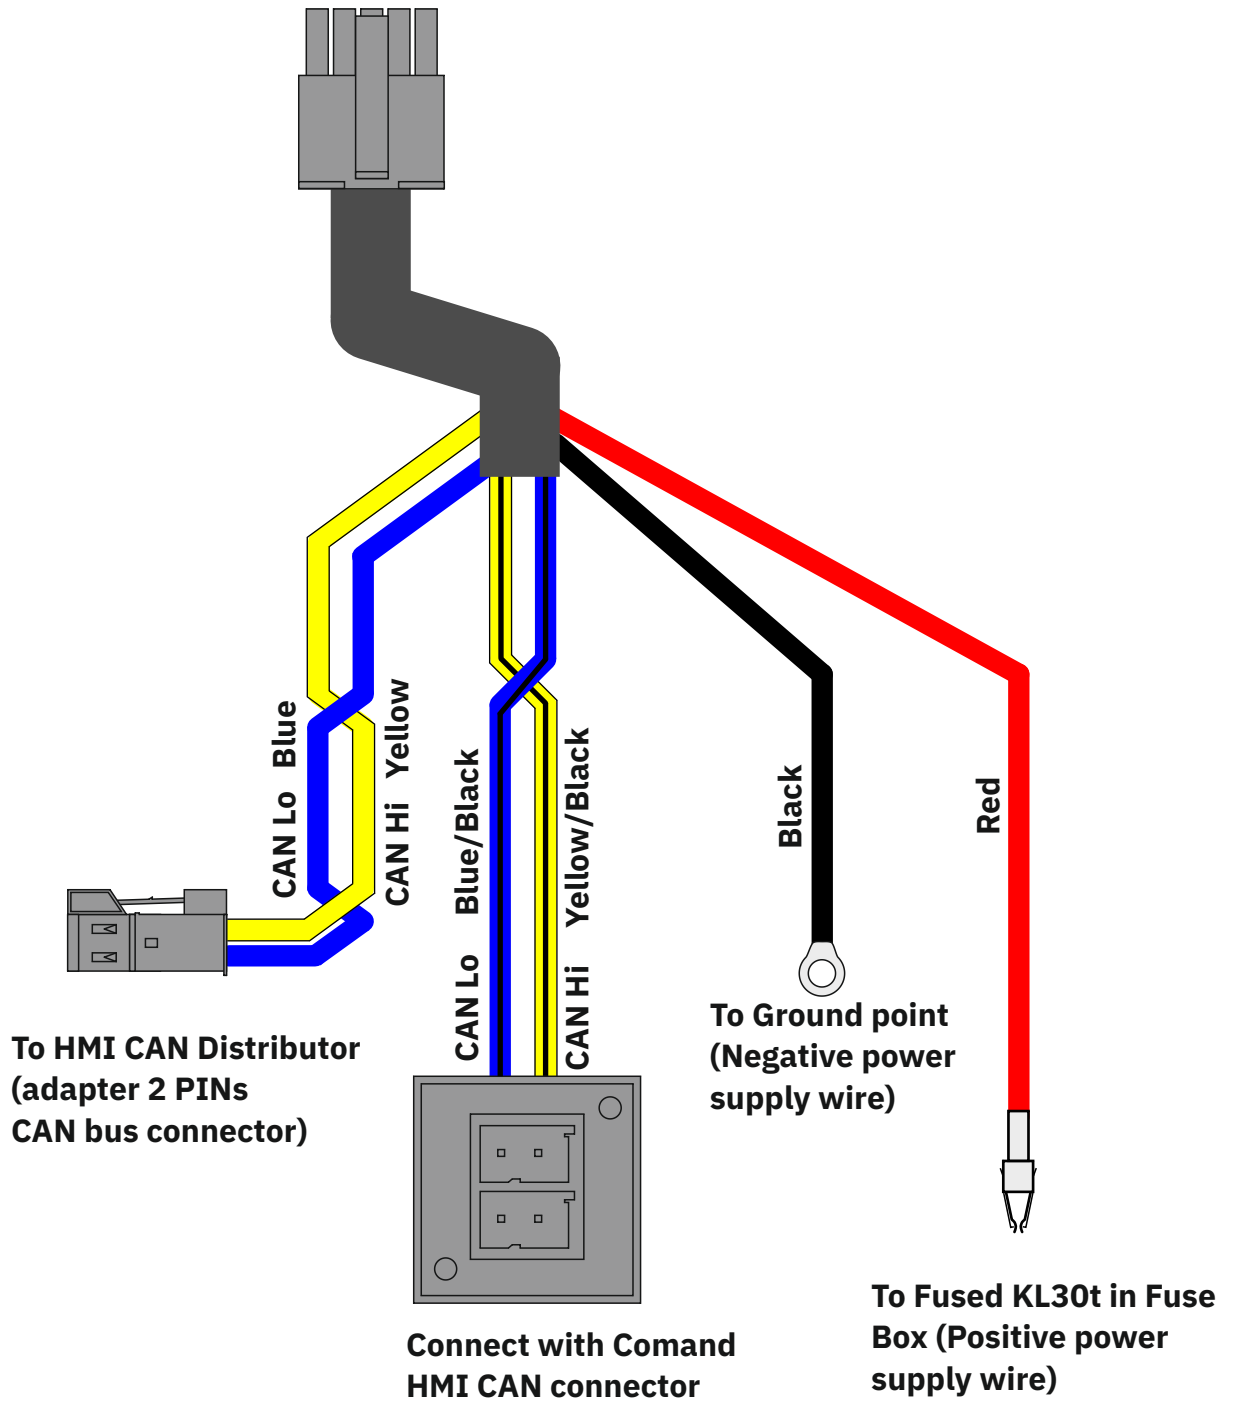 CAN Lo Blue
CAN Hi Yellow
CAN Lo Blue/Black
CAN Hi Yellow/Black
Black
Red
To HMI CAN Distributor
(adapter 2 PINs
CAN bus connector)
To Ground point
(Negative power
supply wire)
Connect with Comand
HMI CAN connector
To Fused KL30t in Fuse
Box (Positive power
supply wire)